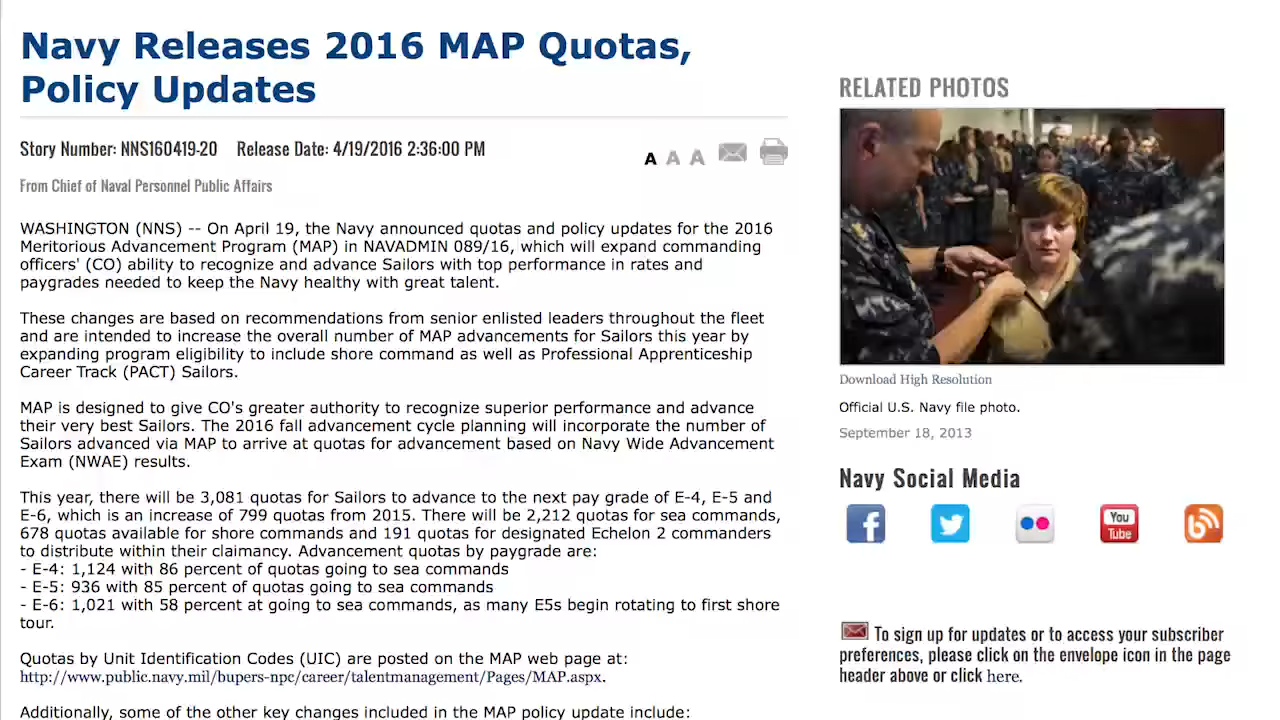 Navy Releases 2016 MAP Quotas,
Policy Updates
Story Number: NNS160419-20 Release Date: 4/19/2016 2:36:00 PM
A A A
From Chief of Naval Personnel Public Affairs
WASHINGTON (NNS) -- On April 19, the Navy announced quotas and policy updates for the 2016
Meritorious Advancement Program (MAP) in NAVADMIN 089/16, which will expand commanding
officers' (CO) ability to recognize and advance Sailors with top performance in rates and
paygrades needed to keep the Navy healthy with great talent.
These changes are based on recommendations from senior enlisted leaders throughout the fleet
and are intended to increase the overall number of MAP advancements for Sailors this year by
expanding program eligibility to include shore command as well as Professional Apprenticeship
Career Track (PACT) Sailors.
MAP is designed to give CO's greater authority to recognize superior performance and advance
their very best Sailors. The 2016 fall advancement cycle planning will incorporate the number of
Sailors advanced via MAP to arrive at quotas for advancement based on Navy Wide Advancement
Exam (NWAE) results.
This year, there will be 3,081 quotas for Sailors to advance to the next pay grade of E-4, E-5 and
E-6, which is an increase of 799 quotas from 2015. There will be 2,212 quotas for sea commands,
678 quotas available for shore commands and 191 quotas for designated Echelon 2 commanders
to distribute within their claimancy. Advancement quotas by paygrade are:
- E-4: 1,124 with 86 percent of quotas going to sea commands
- E-5: 936 with 85 percent of quotas going to sea commands
- E-6: 1,021 with 58 percent at going to sea commands, as many E5s begin rotating to first shore
tour.
Quotas by Unit Identification Codes (UIC) are posted on the MAP web page at:
http://www.public.navy.mil/bupers-npc/career/talentmanagement/Pages/MAP.aspx.
Additionally, some of the other key changes included in the MAP policy update include:
RELATED PHOTOS
Download High Resolution
Official U.S. Navy file photo.
September 18, 2013
Navy Social Media
You
Tube
To sign up for updates or to access your subscriber
preferences, please click on the envelope icon in the page
header above or click here.